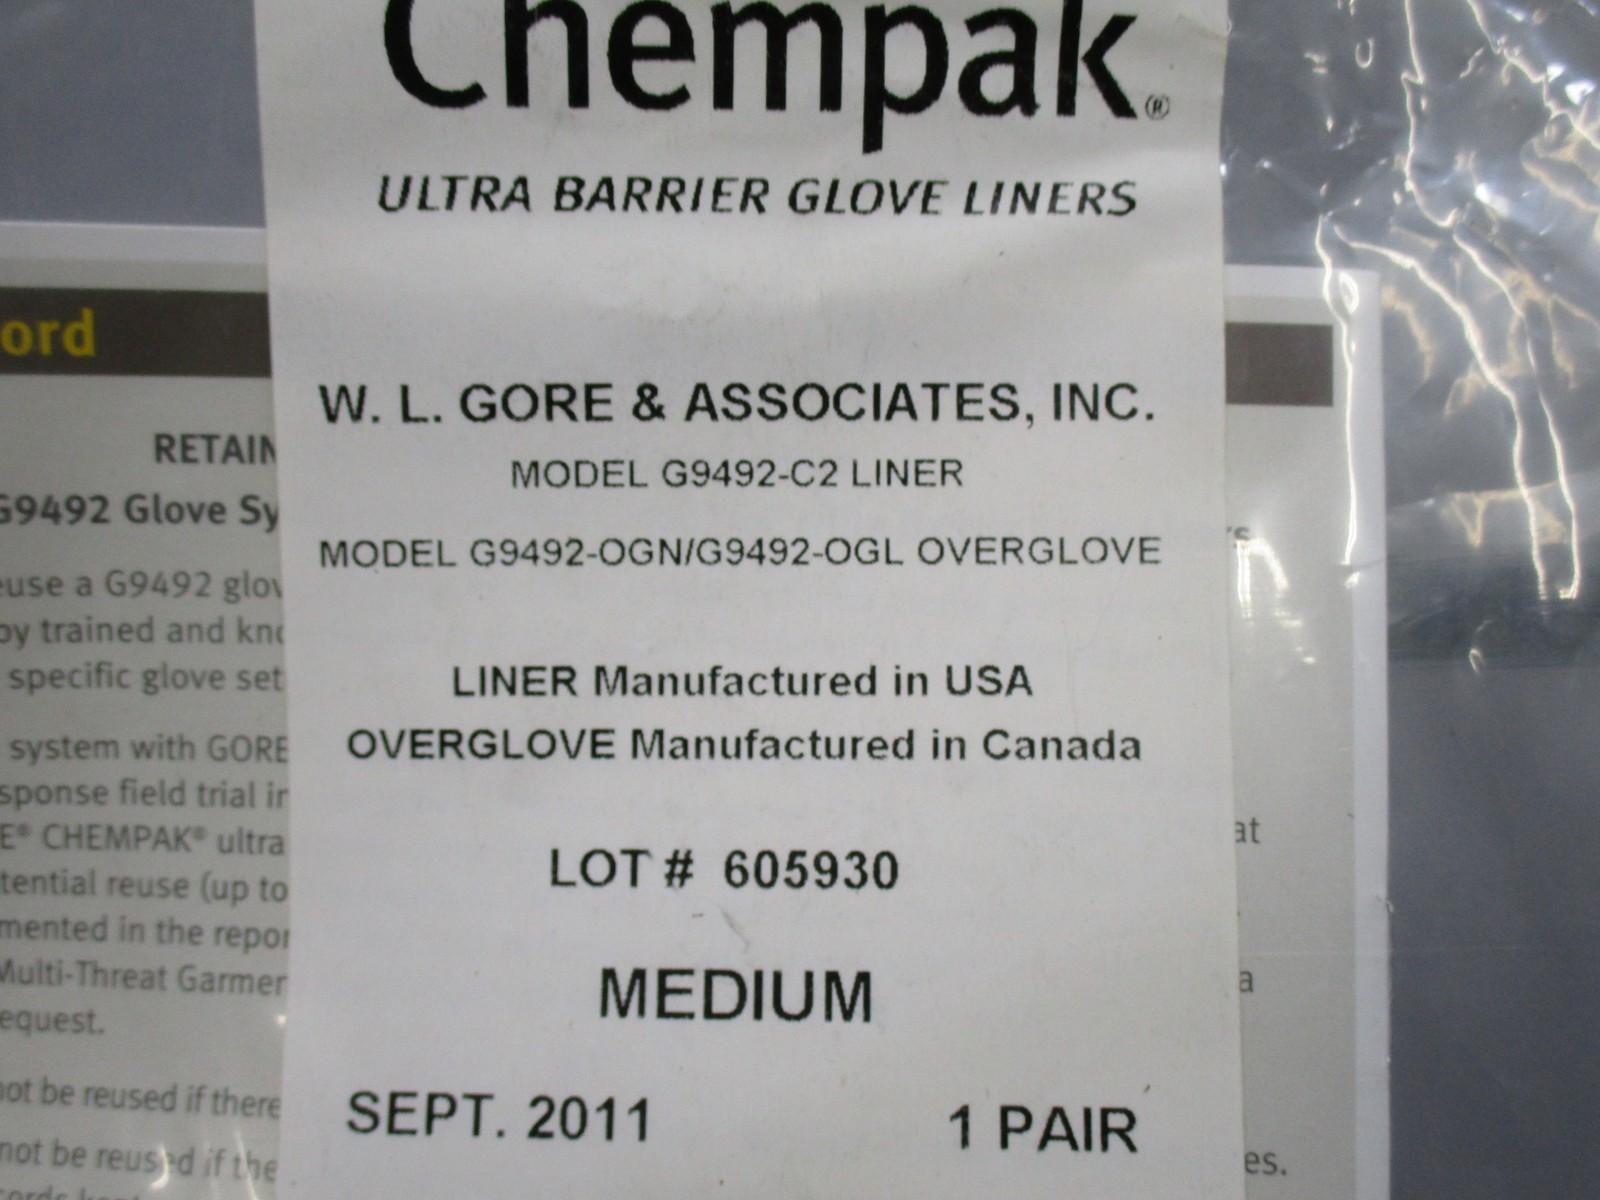 Chempak®
ULTRA BARRIER GLOVE LINERS
W. L. GORE & ASSOCIATES, INC.
MODEL G9492-C2 LINER
MODEL G9492-OGN/G9492-OGL OVERGLOVE
LINER Manufactured in USA
OVERGLOVE Manufactured in Canada
LOT # 605930
MEDIUM
SEPT. 2011 1 PAIR
ord
RETAIN
G9492 Glove Sy
euse a G9492 glov
by trained and kno
specific glove set
system with GORE
sponse field trial in
E® CHEMPAK® ultra
tential reuse (up to
mented in the repor
Multi-Threat Garmen
equest.
not be reused if there
not be reused if the
at
a
es.